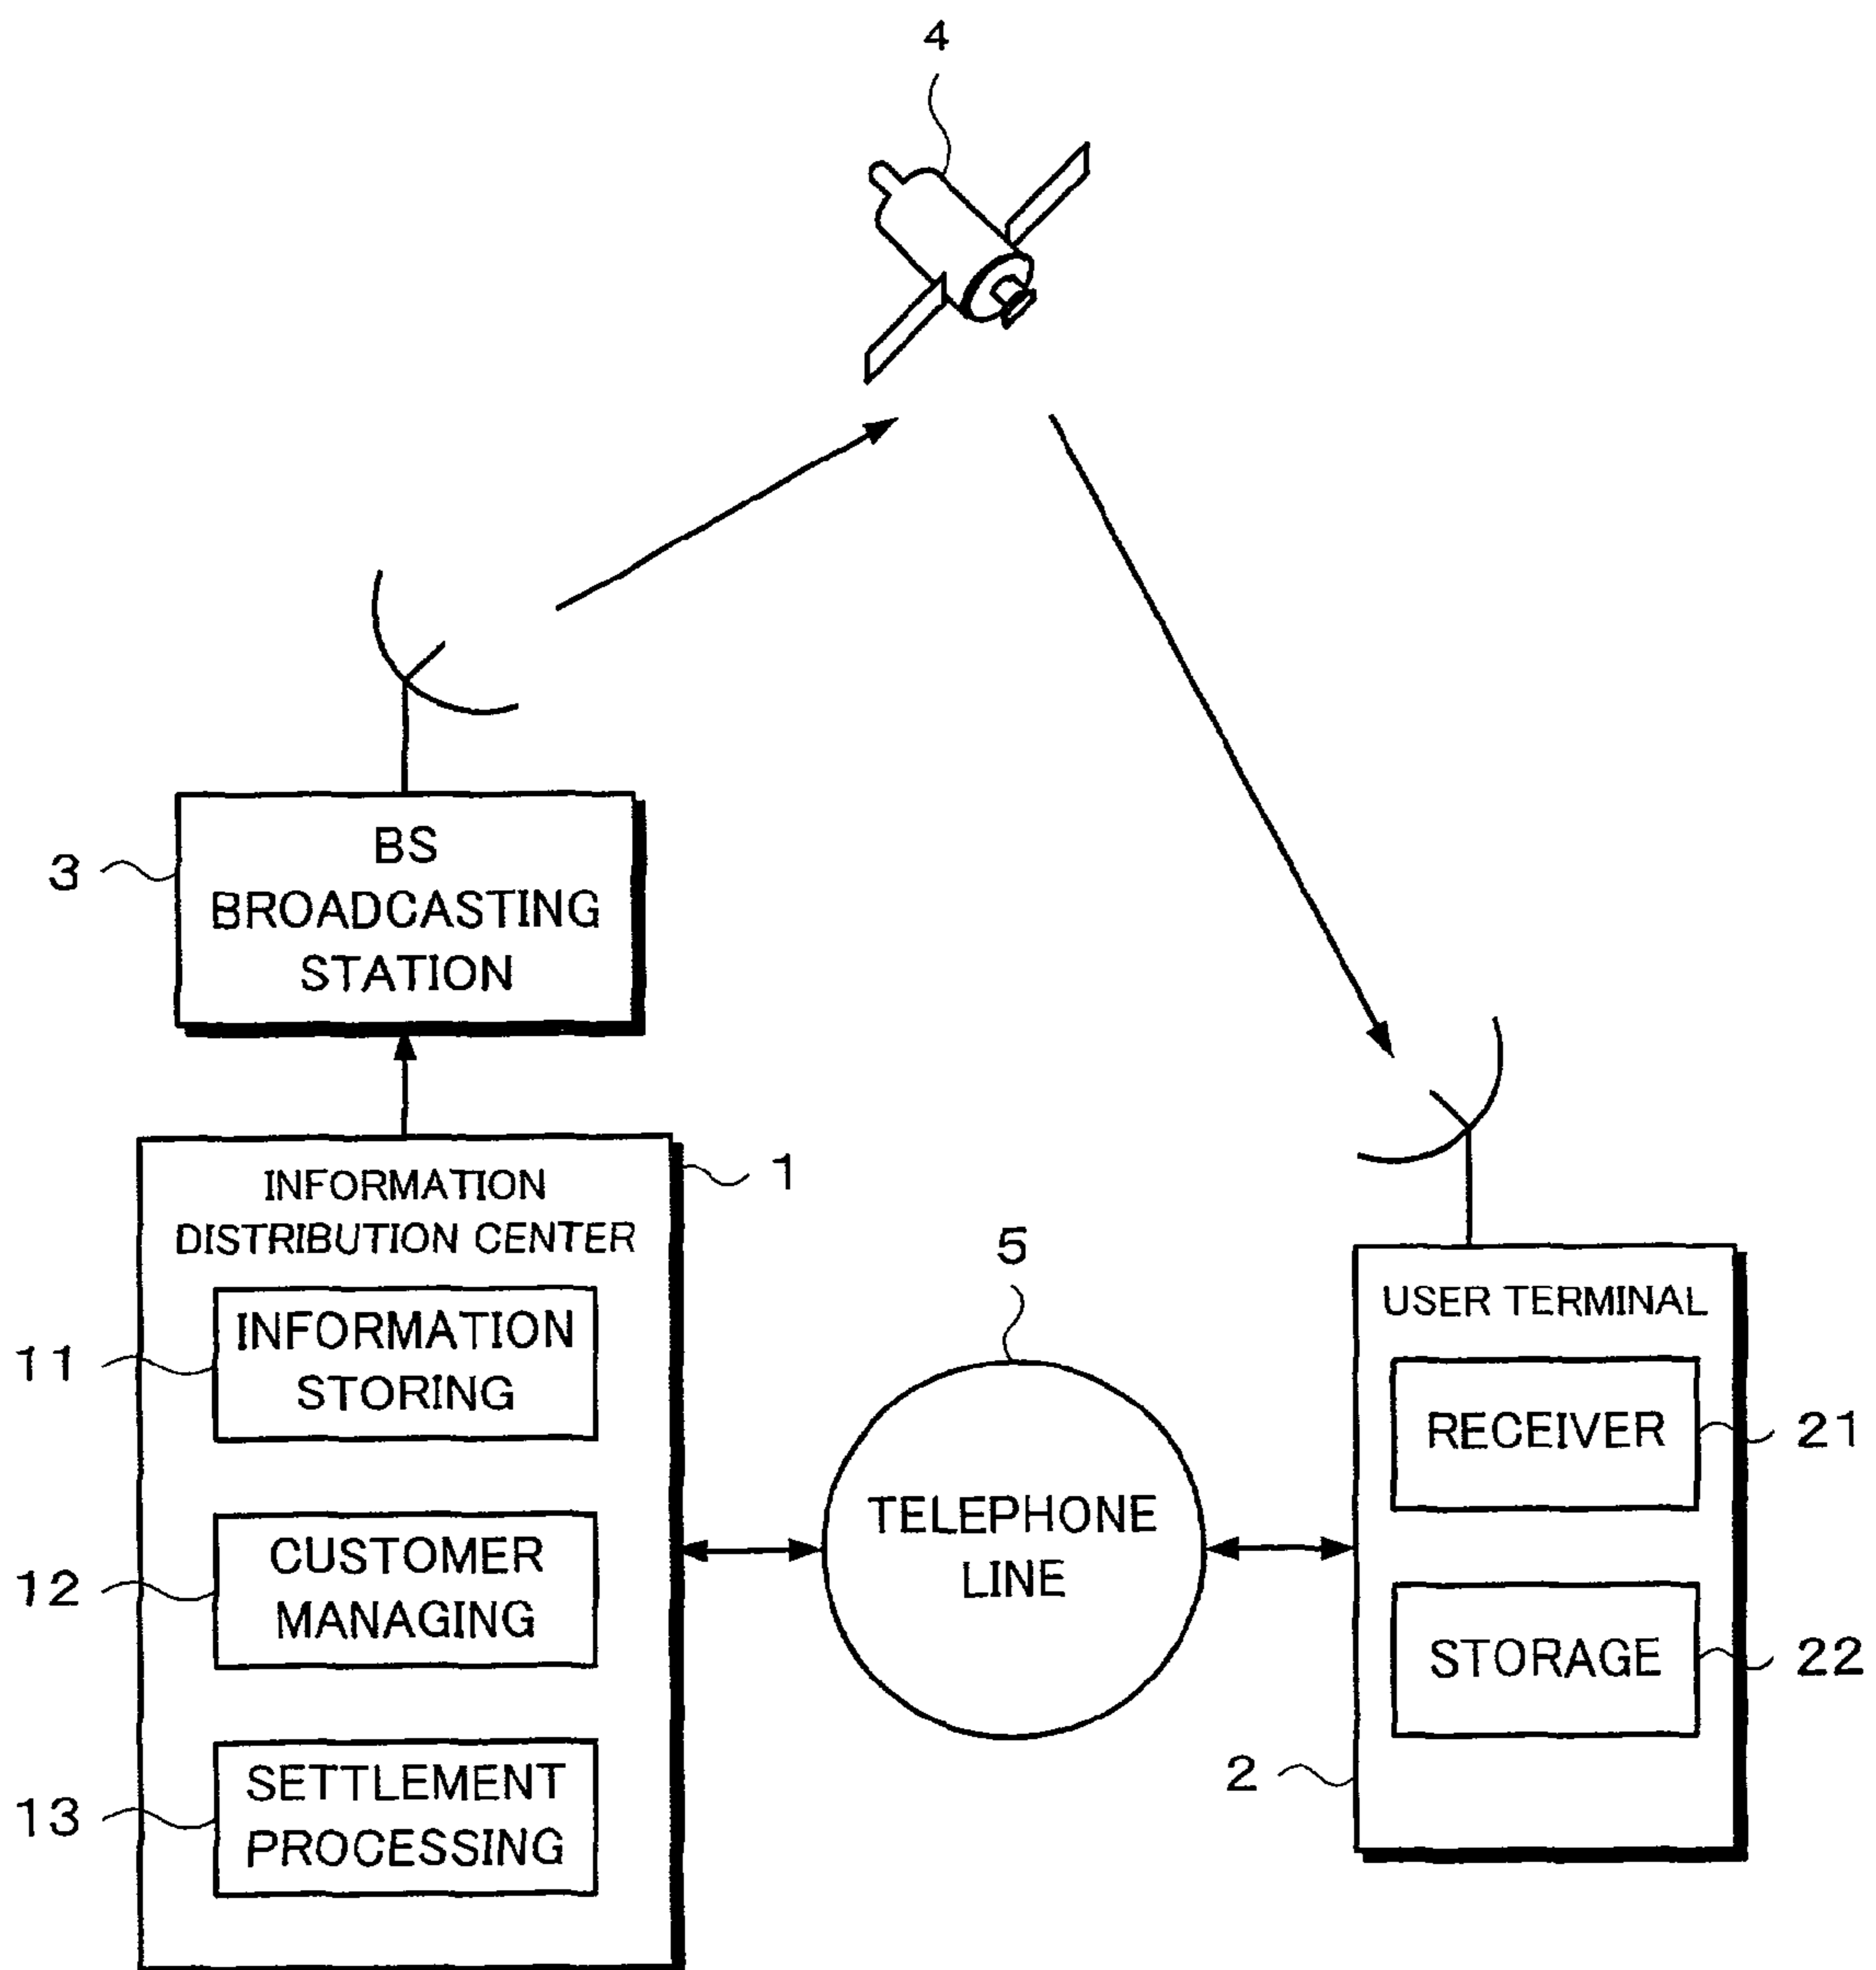 4
3
BS
BROADCASTING
STATION
1
INFORMATION
DISTRIBUTION CENTER
11
INFORMATION
STORING
12
CUSTOMER
MANAGING
13
SETTLEMENT
PROCESSING
5
TELEPHONE
LINE
USER TERMINAL
RECEIVER
21
STORAGE
22
2